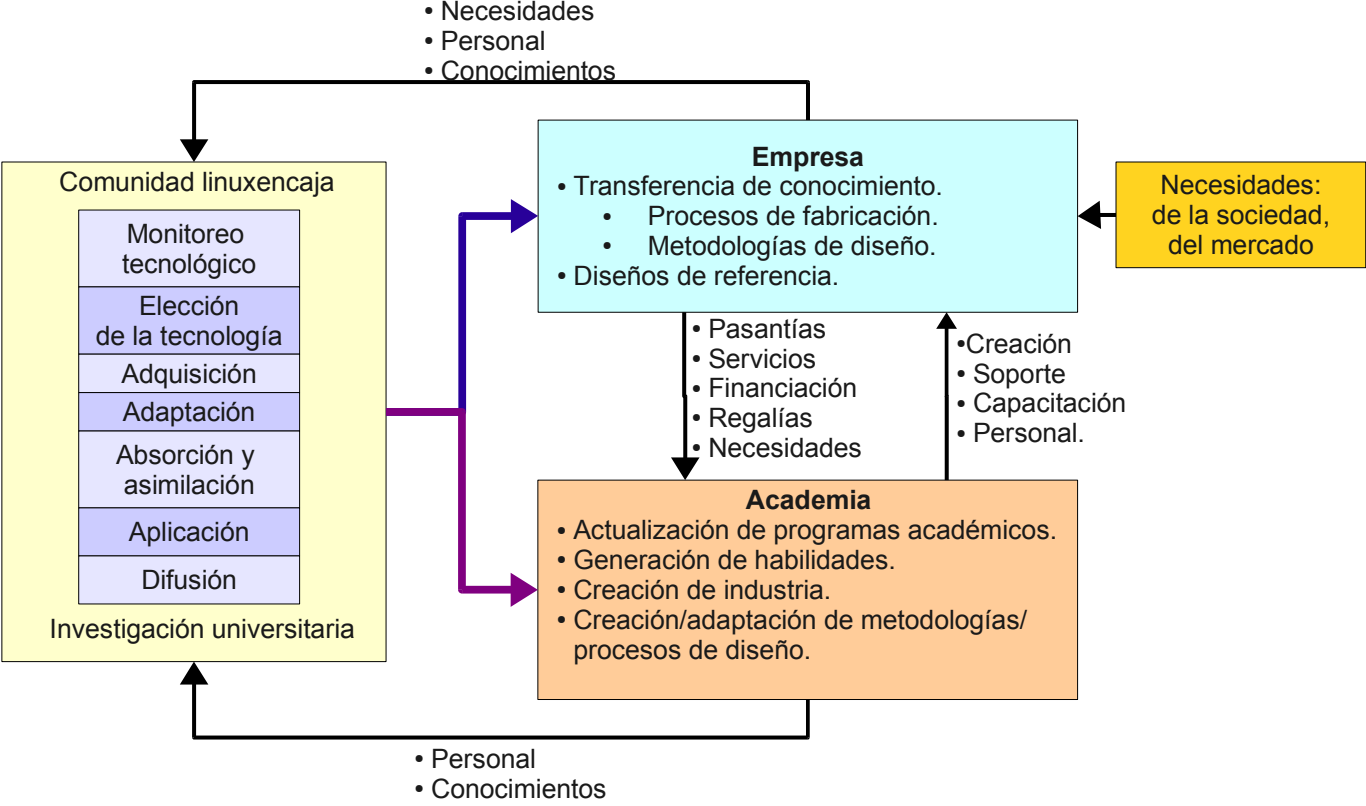 • Necesidades
• Personal
• Conocimientos
Comunidad linuxencaja
Monitoreo
tecnológico
Elección
de la tecnología
Adquisición
Adaptación
Absorción y
asimilación
Aplicación
Difusión
Investigación universitaria
Empresa
• Transferencia de conocimiento.
• Procesos de fabricación.
• Metodologías de diseño.
• Diseños de referencia.
Necesidades:
de la sociedad,
del mercado
• Pasantías
• Servicios
• Financiación
• Regalías
• Necesidades
•Creación
• Soporte
• Capacitación
• Personal.
Academia
• Actualización de programas académicos.
• Generación de habilidades.
• Creación de industria.
• Creación/adaptación de metodologías/
procesos de diseño.
• Personal
• Conocimientos